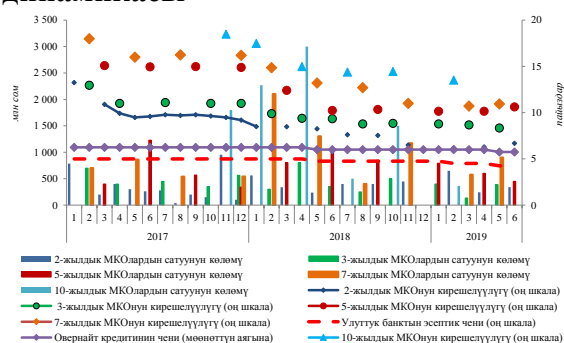 динамикасы
млн сом
пайыздар
3 500
3 000
2 500
2 000
1 500
1 000
500
0
20
15
10
5
0
1 2 3 4 5 6 7 8 9 10 11 12 1 2 3 4 5 6 7 8 9 10 11 12 1 2 3 4 5 6
2017 2018 2019
2-жылдык МКОлардын сатуунун көлөмү
3-жылдык МКОлардын сатуунун көлөмү
5-жылдык МКОлардын сатуунун көлөмү
7-жылдык МКОлардын сатуунун көлөмү
10-жылдык МКОлардын сатуунун көлөмү
2-жылдык МКОнун кирешелүүлүгү (оң шкала)
3-жылдык МКОнун кирешелүүлүгү (оң шкала)
5-жылдык МКОнун кирешелүүлүгү (оң шкала)
7-жылдык МКОнун кирешелүүлүгү (оң шкала)
Улуттук банктын эсептик чени (оң шкала)
Овернайт кредитинин чени (мөөнөттүн аягына)
10-жылдык МКОнун кирешелүүлүгү (оң шкала)